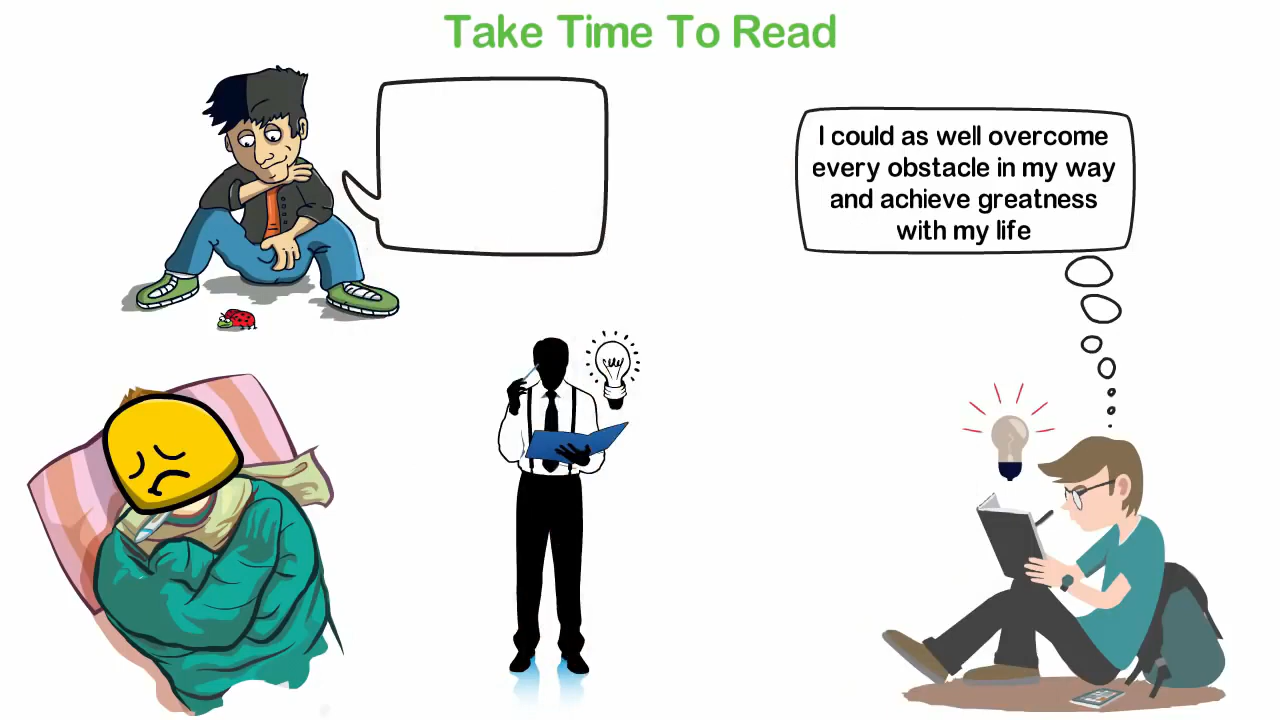 Take Time To Read
I could as well overcome
every obstacle in my way
and achieve greatness
with my life